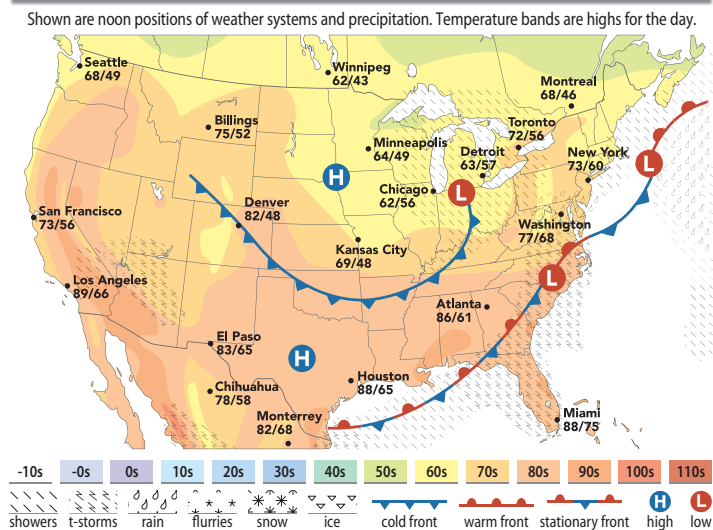 Shown are noon positions of weather systems and precipitation. Temperature bands are highs for the day.
Seattle
68/49
Winnipeg
62/43
Montreal
68/46
Billings
75/52
Toronto
72/56
Minneapolis
64/49
Detroit
63/57
New York
73/60
H
L
L
Chicago
62/56
Denver
82/48
San Francisco
73/56
Washington
77/68
Kansas City
69/48
Los Angeles
89/66
L
Atlanta
86/61
El Paso
83/65
H
Houston
88/65
Chihuahua
78/58
Monterrey
82/68
Miami
88/75
-10s -0s 0s 10s 20s 30s 40s 50s 60s 70s 80s 90s 100s 110s
H L
showers t-storms rain flurries snow ice cold front warm front stationary front high low